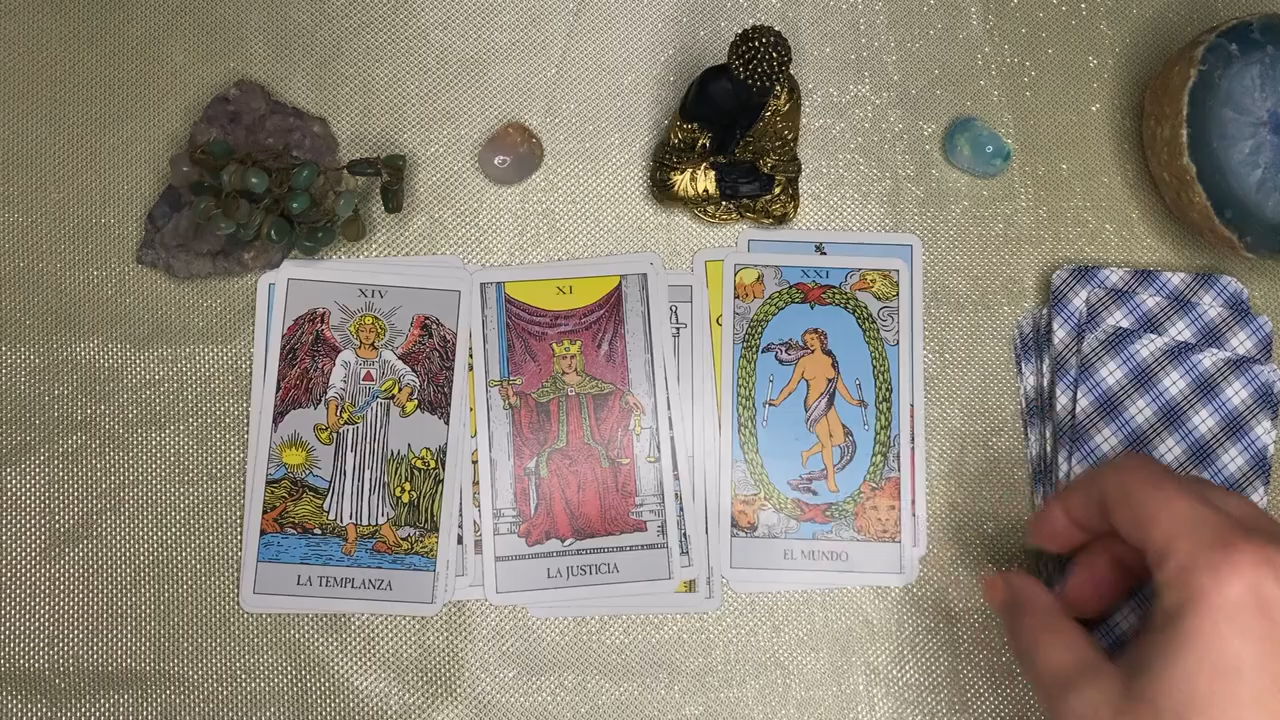 XIV
LA TEMPLANZA
XI
LA JUSTICIA
XXI
EL MUNDO